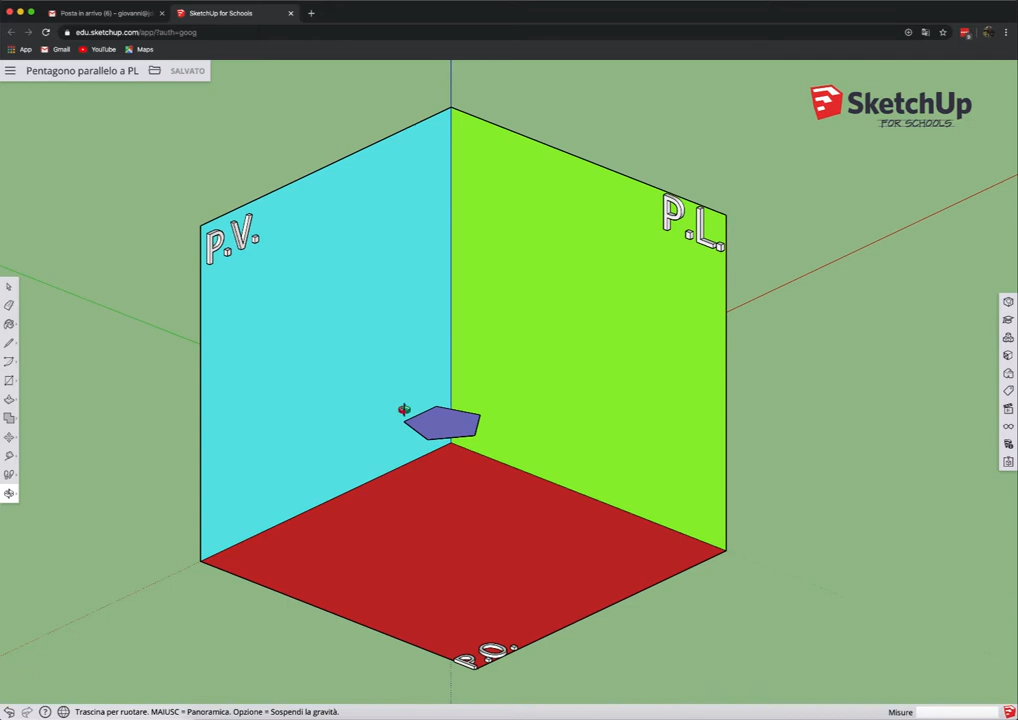 Posta in arrivo (6) - giovanni@
SketchUp for Schools
edu.sketchup.com/app/?auth=goog
App
Gmail
YouTube
Maps
Pentagono parallelo a PL
SALVATO
SketchUp
FOR SCHOOLS
P.V.
P.L.
P.O.
Trascina per ruotare. MAIUSC = Panoramica. Opzione = Sospendi la gravità.
Misure